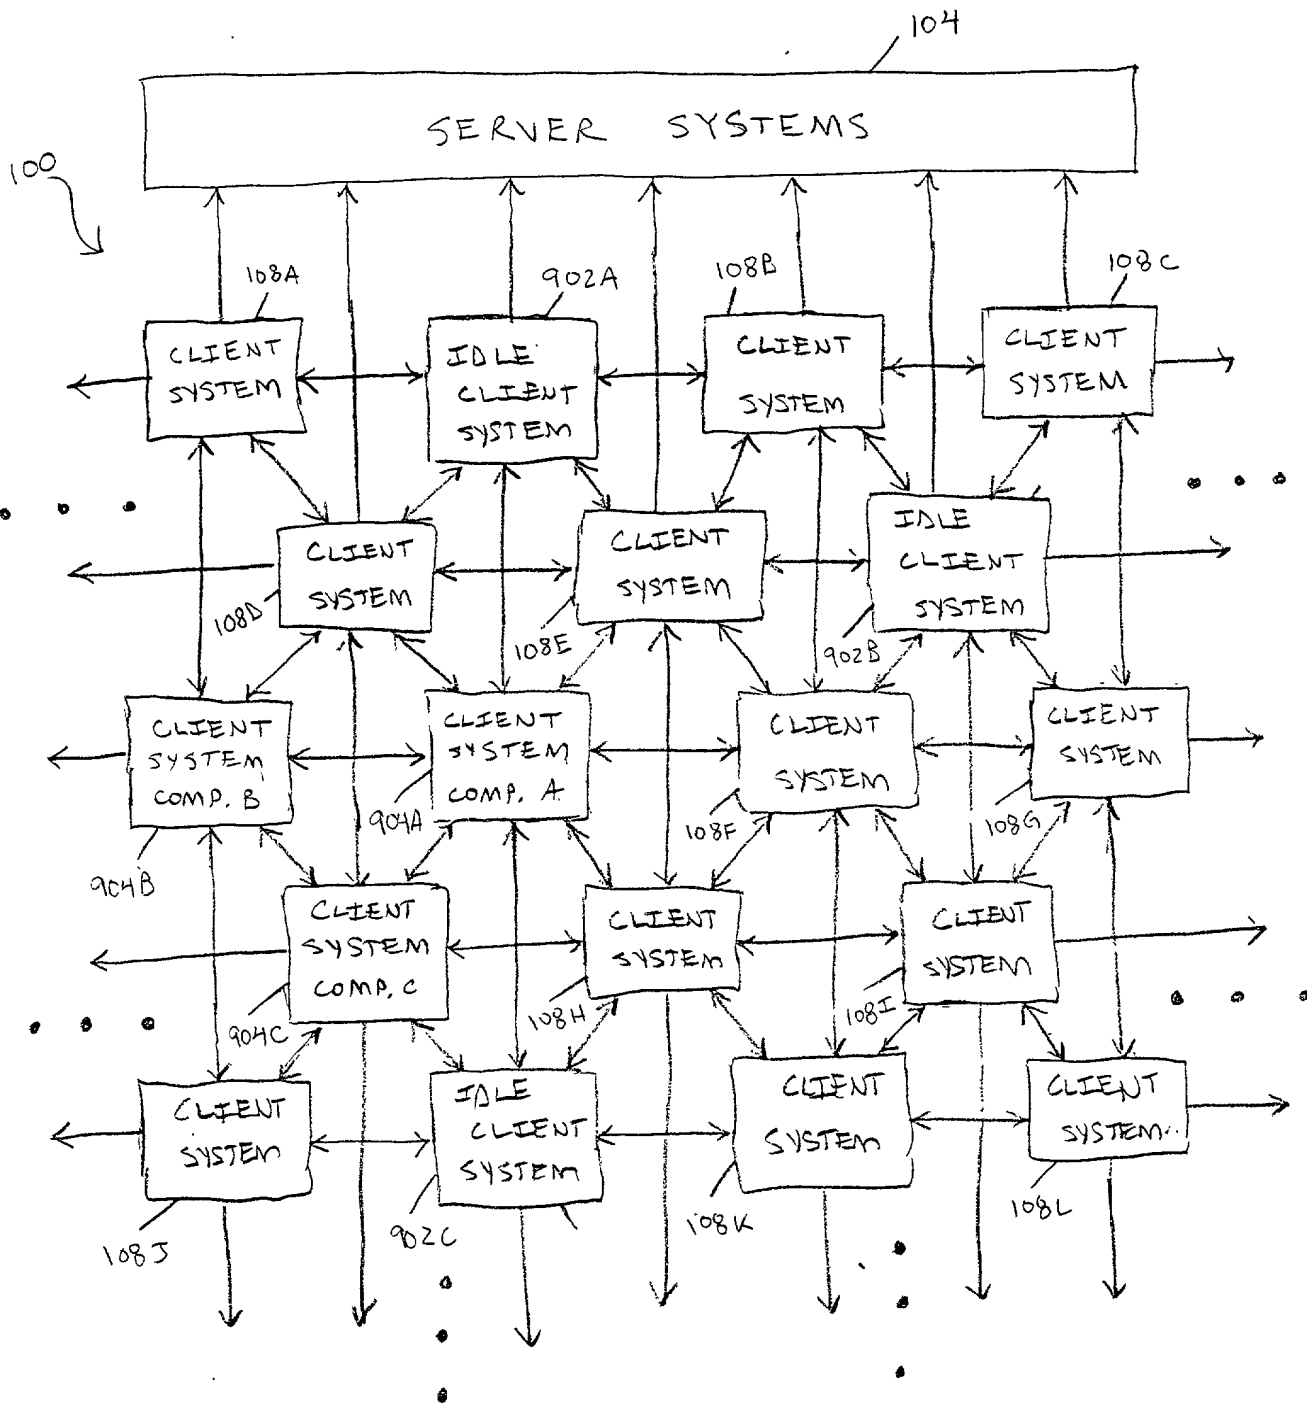 104
SERVER SYSTEMS
100
108A
902A
108B
108C
CLIENT
SYSTEM
IDLE
CLIENT
SYSTEM
CLIENT
SYSTEM
CLIENT
SYSTEM
CLIENT
SYSTEM
108D
CLIENT
SYSTEM
108E
IDLE
CLIENT
SYSTEM
902B
CLIENT
SYSTEM
COMP. B
904B
CLIENT
SYSTEM
COMP. A
904A
CLIENT
SYSTEM
108F
CLIENT
SYSTEM
108G
CLIENT
SYSTEM
COMP. C
904C
CLIENT
SYSTEM
108H
CLIENT
SYSTEM
108I
CLIENT
SYSTEM
108J
IDLE
CLIENT
SYSTEM
902C
CLIENT
SYSTEM
108K
CLIENT
SYSTEM
108L